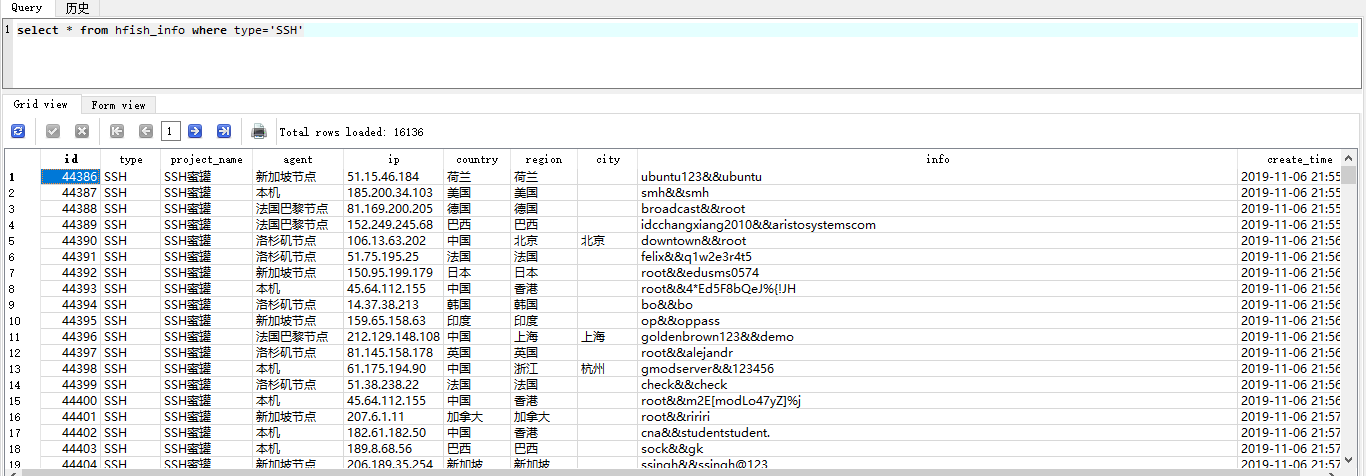 Query 历史
1 select * from hfish_info where type='SSH'
Grid view Form view
1 Total rows loaded: 16136
id type project_name agent ip country region city info create_time
1 44386 SSH SSH蜜罐 新加坡节点 51.15.46.184 荷兰 荷兰 ubuntu123&&ubuntu 2019-11-06 21:55
2 44387 SSH SSH蜜罐 本机 185.200.34.103 美国 美国 smh&&smh 2019-11-06 21:55
3 44388 SSH SSH蜜罐 法国巴黎节点 81.169.200.205 德国 德国 broadcast&&root 2019-11-06 21:55
4 44389 SSH SSH蜜罐 法国巴黎节点 152.249.245.68 巴西 巴西 idcchangxiang2010&&aristosystemscom 2019-11-06 21:55
5 44390 SSH SSH蜜罐 洛杉矶节点 106.13.63.202 中国 北京 北京 downtown&&root 2019-11-06 21:56
6 44391 SSH SSH蜜罐 洛杉矶节点 51.75.195.25 法国 法国 felix&&q1w2e3r4t5 2019-11-06 21:56
7 44392 SSH SSH蜜罐 新加坡节点 150.95.199.179 日本 日本 root&&edusms0574 2019-11-06 21:56
8 44393 SSH SSH蜜罐 本机 45.64.112.155 中国 香港 root&&4*Ed5F8bQeJ%{!JH 2019-11-06 21:56
9 44394 SSH SSH蜜罐 洛杉矶节点 14.37.38.213 韩国 韩国 bo&&bo 2019-11-06 21:56
10 44395 SSH SSH蜜罐 新加坡节点 159.65.158.63 印度 印度 op&&oppass 2019-11-06 21:56
11 44396 SSH SSH蜜罐 法国巴黎节点 212.129.148.108 中国 上海 上海 goldenbrown123&&demo 2019-11-06 21:56
12 44397 SSH SSH蜜罐 洛杉矶节点 81.145.158.178 英国 英国 root&&alejandr 2019-11-06 21:56
13 44398 SSH SSH蜜罐 本机 61.175.194.90 中国 浙江 杭州 gmodserver&&123456 2019-11-06 21:56
14 44399 SSH SSH蜜罐 洛杉矶节点 51.38.238.22 法国 法国 check&&check 2019-11-06 21:56
15 44400 SSH SSH蜜罐 本机 45.64.112.155 中国 香港 root&&m2E[modLo47yZ]%j 2019-11-06 21:56
16 44401 SSH SSH蜜罐 新加坡节点 207.6.1.11 加拿大 加拿大 root&&ririri 2019-11-06 21:57
17 44402 SSH SSH蜜罐 本机 182.61.182.50 中国 香港 cna&&studentstudent. 2019-11-06 21:57
18 44403 SSH SSH蜜罐 本机 189.8.68.56 巴西 巴西 sock&&gk 2019-11-06 21:57
19 44404 SSH SSH蜜罐 新加坡节点 206.189.35.254 新加坡 新加坡 ssingh&&ssingh@123 2019-11-06 21:57